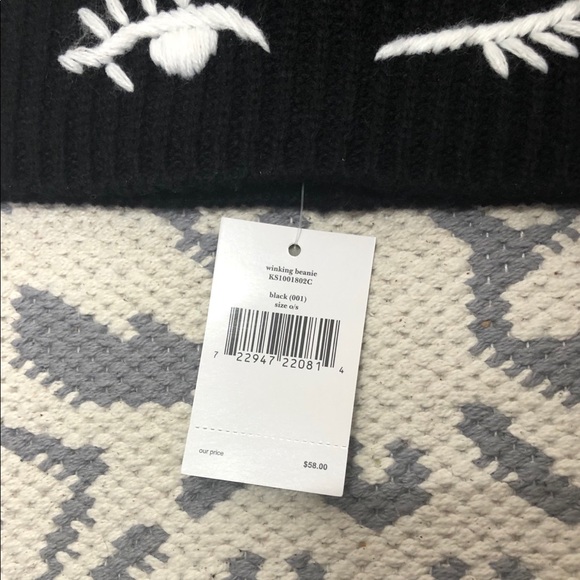 winking beanie
KS1001802C
black (001)
size o/s
7 22947 22081 4
our price $58.00